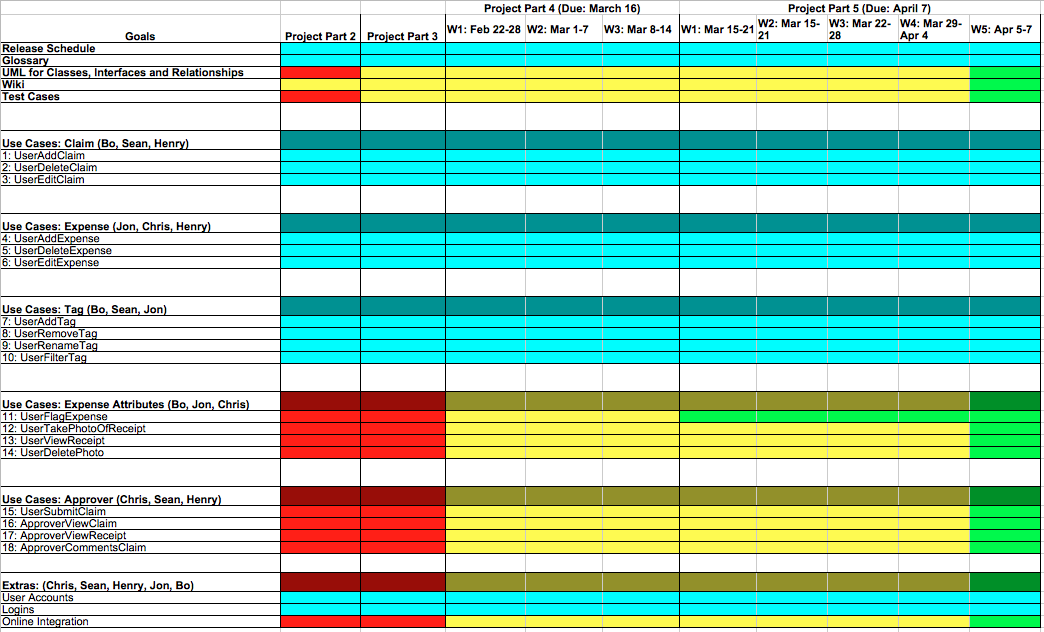 Project Part 4 (Due: March 16) Project Part 5 (Due: April 7)
Goals Project Part 2 Project Part 3 W1: Feb 22-28 W2: Mar 1-7 W3: Mar 8-14 W1: Mar 15-21 W2: Mar 15-21 W3: Mar 22-28 W4: Mar 29-Apr 4 W5: Apr 5-7
Release Schedule
Glossary
UML for Classes, Interfaces and Relationships
Wiki
Test Cases
Use Cases: Claim (Bo, Sean, Henry)
1: UserAddClaim
2: UserDeleteClaim
3: UserEditClaim
Use Cases: Expense (Jon, Chris, Henry)
4: UserAddExpense
5: UserDeleteExpense
6: UserEditExpense
Use Cases: Tag (Bo, Sean, Jon)
7: UserAddTag
8: UserRemoveTag
9: UserRenameTag
10: UserFilterTag
Use Cases: Expense Attributes (Bo, Jon, Chris)
11: UserFlagExpense
12: UserTakePhotoOfReceipt
13: UserViewReceipt
14: UserDeletePhoto
Use Cases: Approver (Chris, Sean, Henry)
15: UserSubmitClaim
16: ApproverViewClaim
17: ApproverViewReceipt
18: ApproverCommentsClaim
Extras: (Chris, Sean, Henry, Jon, Bo)
User Accounts
Logins
Online Integration